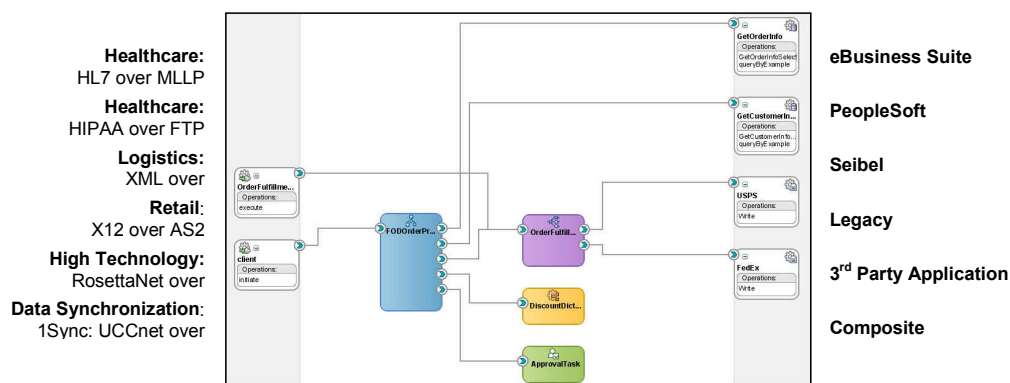 Healthcare:
HL7 over MLLP
Healthcare:
HIPAA over FTP
Logistics:
XML over
Retail:
X12 over AS2
High Technology:
RosettaNet over
Data Synchronization:
1Sync: UCCnet over
OrderFulfillme...
Operations:
execute
client
Operations:
initiate
FODOrderPr...
OrderFulfill...
DiscountDict...
ApprovalTask
GetOrderInfo
Operations:
GetOrderInfoSelect
queryByExample
GetCustomerIn...
Operations:
GetCustomerInfo...
queryByExample
USPS
Operations:
Write
FedEx
Operations:
Write
eBusiness Suite
PeopleSoft
Seibel
Legacy
3rd Party Application
Composite